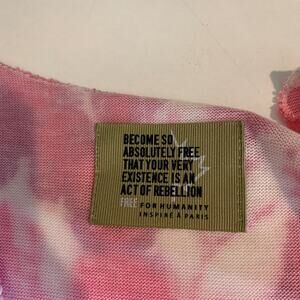 BECOME SO
ABSOLUTELY FREE
THAT YOUR VERY
EXISTENCE IS AN
ACT OF REBELLION
FREE FOR HUMANITY
INSPIRÉ À PARIS